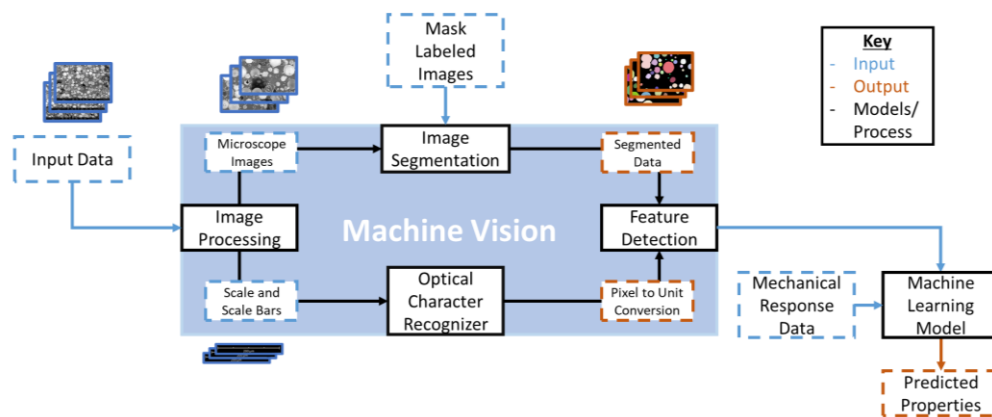 Mask
Labeled
Images
Key
- Input
- Output
- Models/
Process
Input Data
Microscope
Images
Image
Segmentation
Segmented
Data
Image
Processing
Machine Vision
Feature
Detection
Scale and
Scale Bars
Optical
Character
Recognizer
Pixel to Unit
Conversion
Mechanical
Response
Data
Machine
Learning
Model
Predicted
Properties